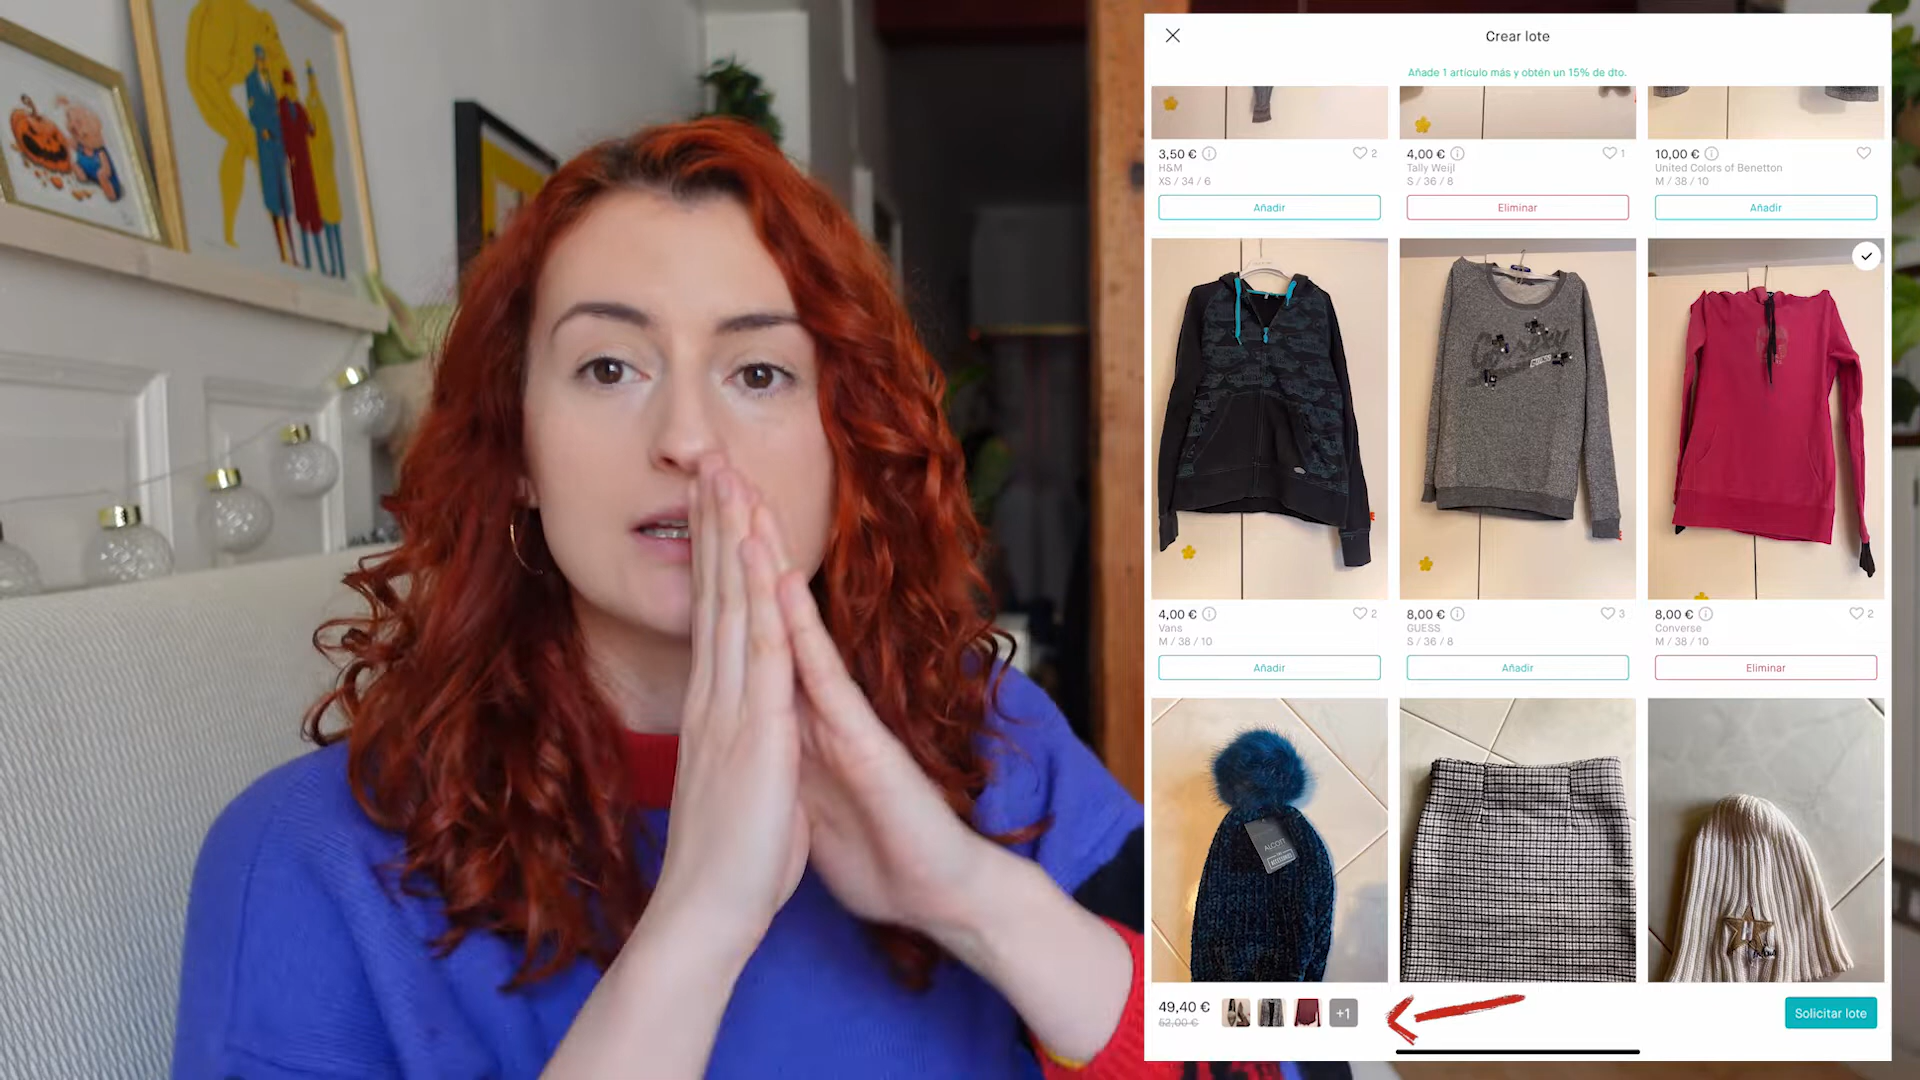 Crear lote
Añade 1 artículo más y obtén un 15% de dto.
3,50 € 2
H&M
XS / 34 / 6
Añadir
4,00 € 1
Tally Weijl
S / 36 / 8
Eliminar
10,00 €
United Colors of Benetton
M / 38 / 10
Añadir
4,00 € 2
Vans
M / 38 / 10
Añadir
8,00 € 3
GUESS
S / 36 / 8
Añadir
8,00 € 2
Converse
M / 38 / 10
Eliminar
ALCOTT
49,40 €
52,00 €
+1
Solicitar lote